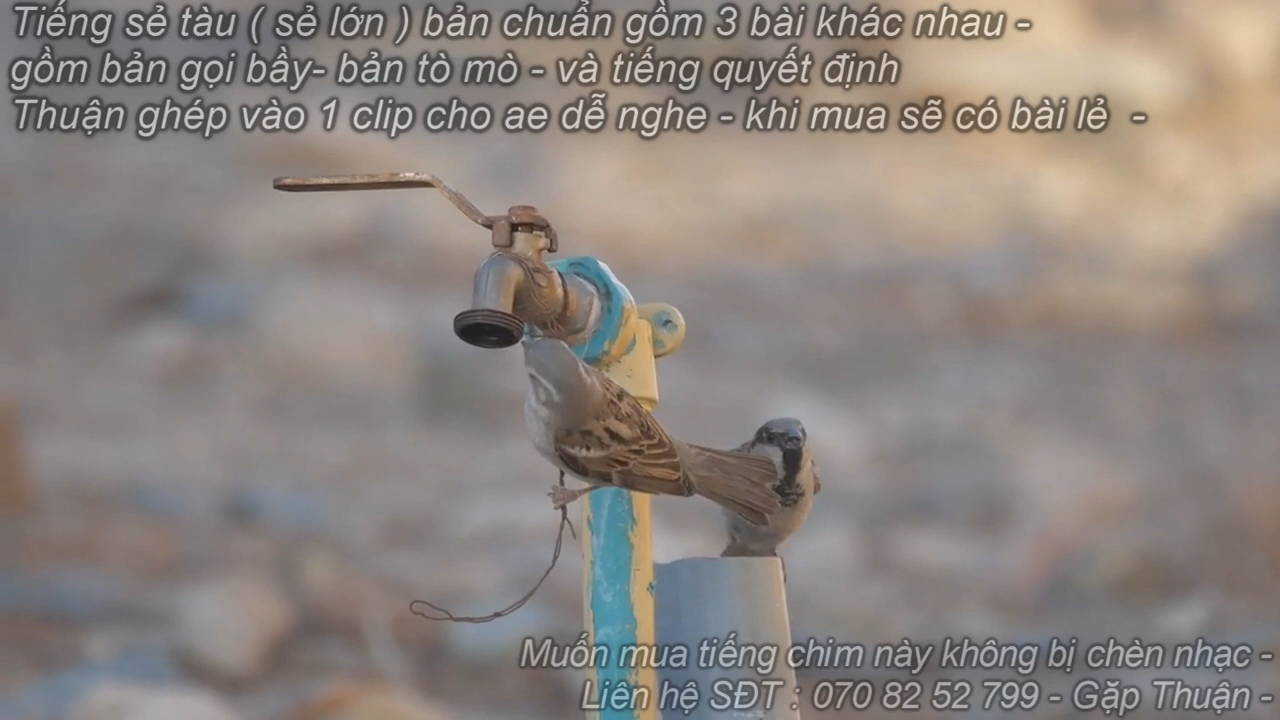 Tiếng sẻ tàu ( sẻ lớn ) bản chuẩn gồm 3 bài khác nhau -
gồm bản gọi bầy- bản tò mò - và tiếng quyết định
Thuận ghép vào 1 clip cho ae dễ nghe - khi mua sẽ có bài lẻ -
Muốn mua tiếng chim này không bị chèn nhạc -
Liên hệ SĐT : 070 82 52 799 - Gặp Thuận -